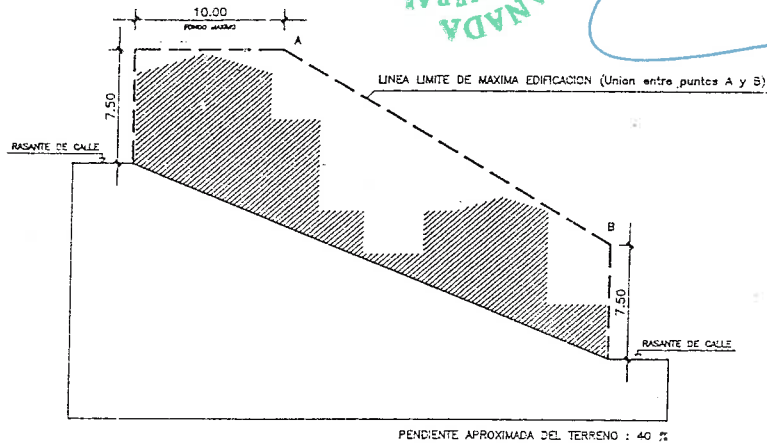 10.00
FONDO MAXIMO
A
GRANADA
LINEA LIMITE DE MAXIMA EDIFICACION (Union entre puntos A y B)
7.50
RASANTE DE CALLE
B
7.50
RASANTE DE CALLE
PENDIENTE APROXIMADA DEL TERRENO : 40 %